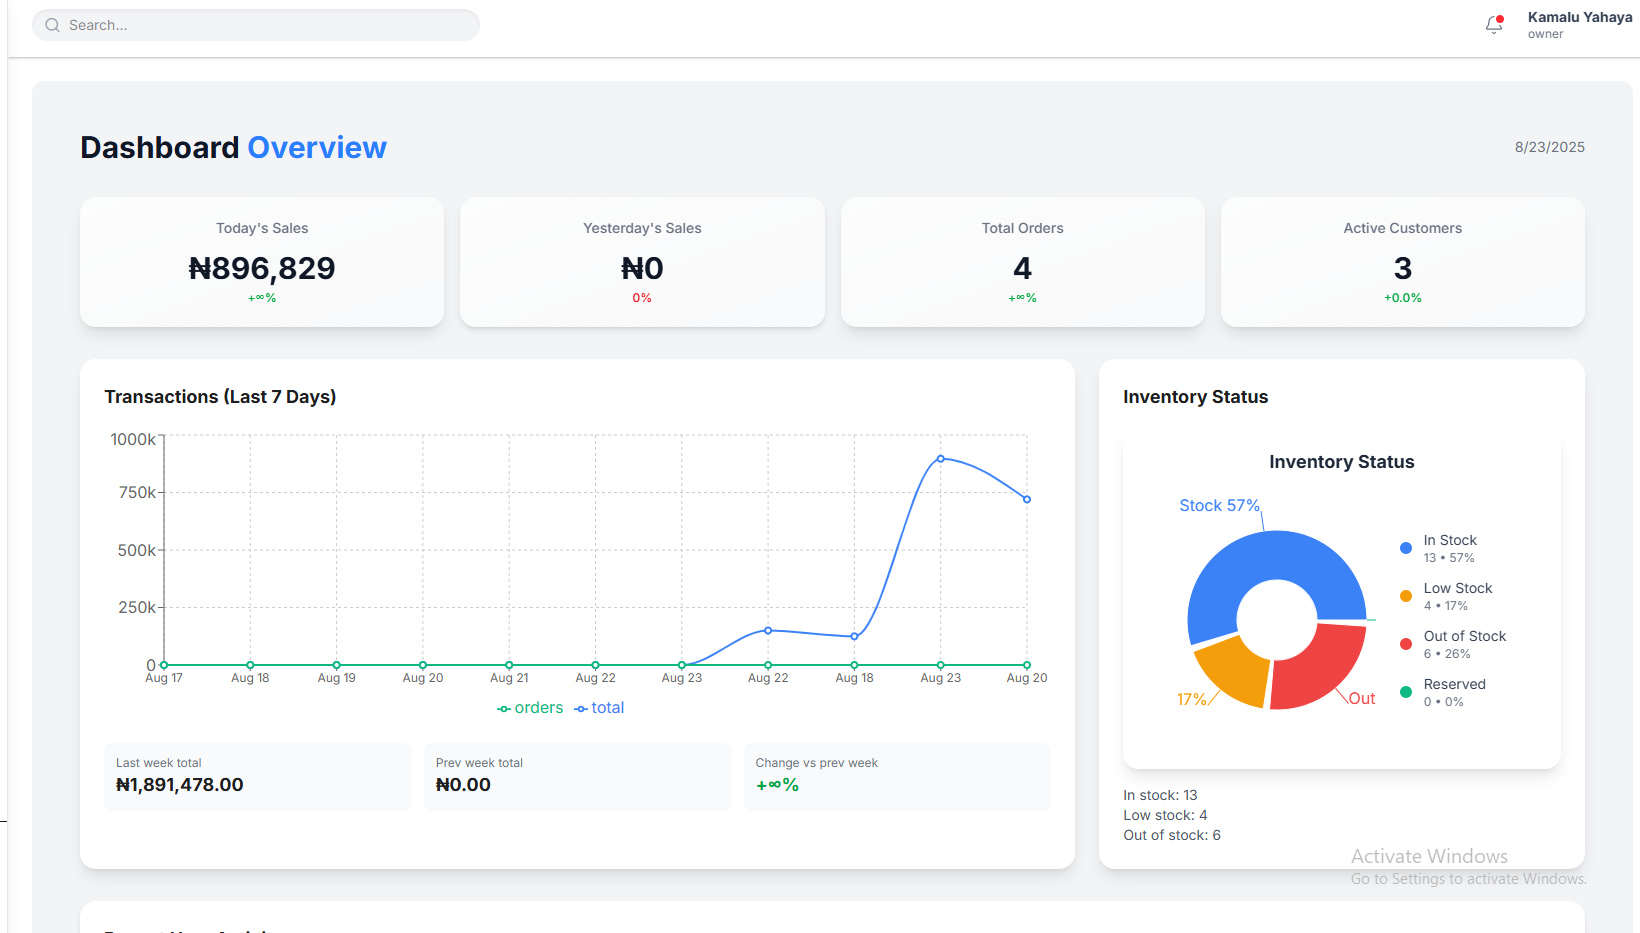 Search...
Kamalu Yahaya
owner
Dashboard Overview
8/23/2025
Today's Sales
₦896,829
+∞%
Yesterday's Sales
₦0
0%
Total Orders
4
+∞%
Active Customers
3
+0.0%
Transactions (Last 7 Days)
1000k
750k
500k
250k
0
Aug 17 Aug 18 Aug 19 Aug 20 Aug 21 Aug 22 Aug 23 Aug 22 Aug 18 Aug 23 Aug 20
orders total
Last week total
₦1,891,478.00
Prev week total
₦0.00
Change vs prev week
+∞%
Inventory Status
Inventory Status
Stock 57%
17%
Out
In Stock
13 • 57%
Low Stock
4 • 17%
Out of Stock
6 • 26%
Reserved
0 • 0%
In stock: 13
Low stock: 4
Out of stock: 6
Activate Windows
Go to Settings to activate Windows.